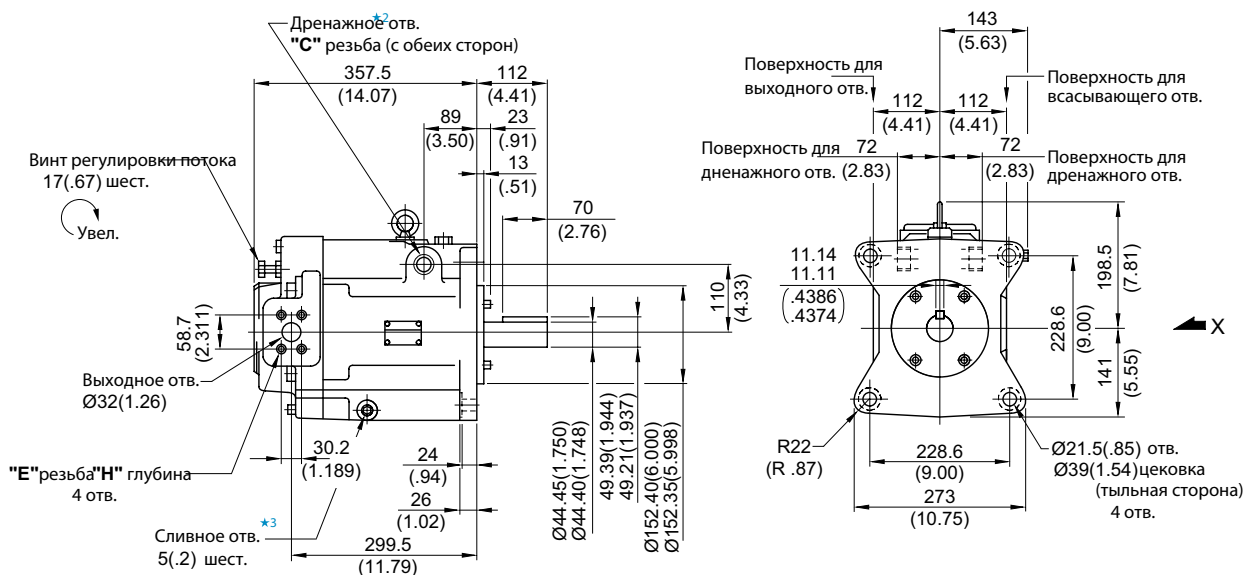 Дренажное отв.
★2
"C" резьба (с обеих сторон)
357.5
(14.07)
112
(4.41)
89
(3.50)
23
(.91)
13
(.51)
Винт регулировки потока
17(.67) шест.
Увел.
70
(2.76)
110
(4.33)
58.7
(2.311)
Выходное отв.
Ø32(1.26)
30.2
(1.189)
"E"резьба"H" глубина
4 отв.
24
(.94)
26
(1.02)
★3
Сливное отв.
5(.2) шест.
299.5
(11.79)
Ø44.45(1.750)
Ø44.40(1.748)
49.39(1.944)
49.21(1.937)
Ø152.40(6.000)
Ø152.35(5.998)
143
(5.63)
Поверхность для
выходного отв.
Поверхность для
всасывающего отв.
112
(4.41)
112
(4.41)
Поверхность для
дненажного отв.
72
(2.83)
72
(2.83)
Поверхность для
дренажного отв.
11.14
11.11
(.4386
.4374)
198.5
(7.81)
228.6
(9.00)
141
(5.55)
X
R22
(R .87)
228.6
(9.00)
273
(10.75)
Ø21.5(.85) отв.
Ø39(1.54)цековка
(тыльная сторона)
4 отв.